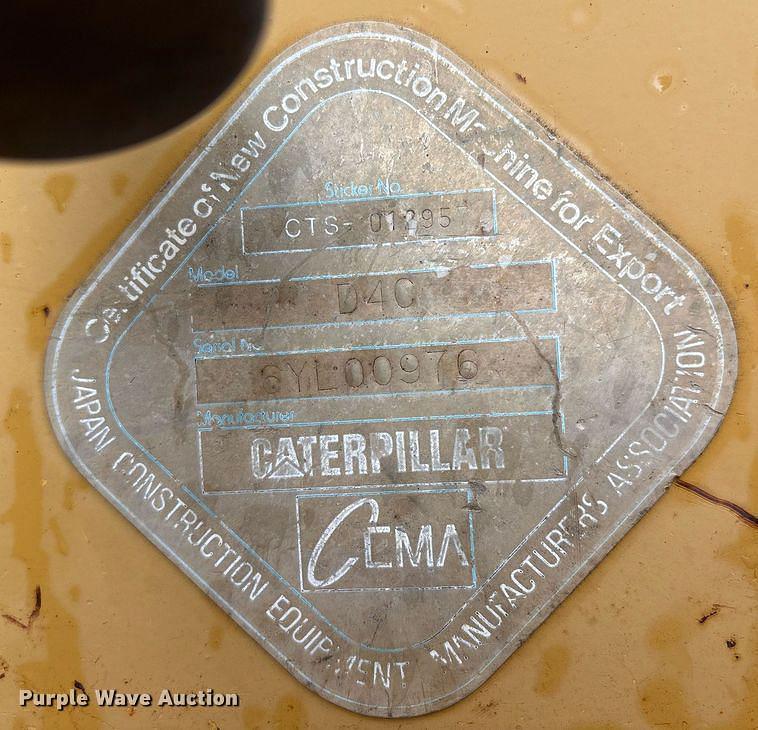 Certificate of New Construction Machine for Export
Sticker No.
CTS- 01295
Model
D4C
Serial No.
6YL00976
Manufacturer
CATERPILLAR
CEMA
JAPAN CONSTRUCTION EQUIPMENT MANUFACTURERS ASSOCIATION
Purple Wave Auction